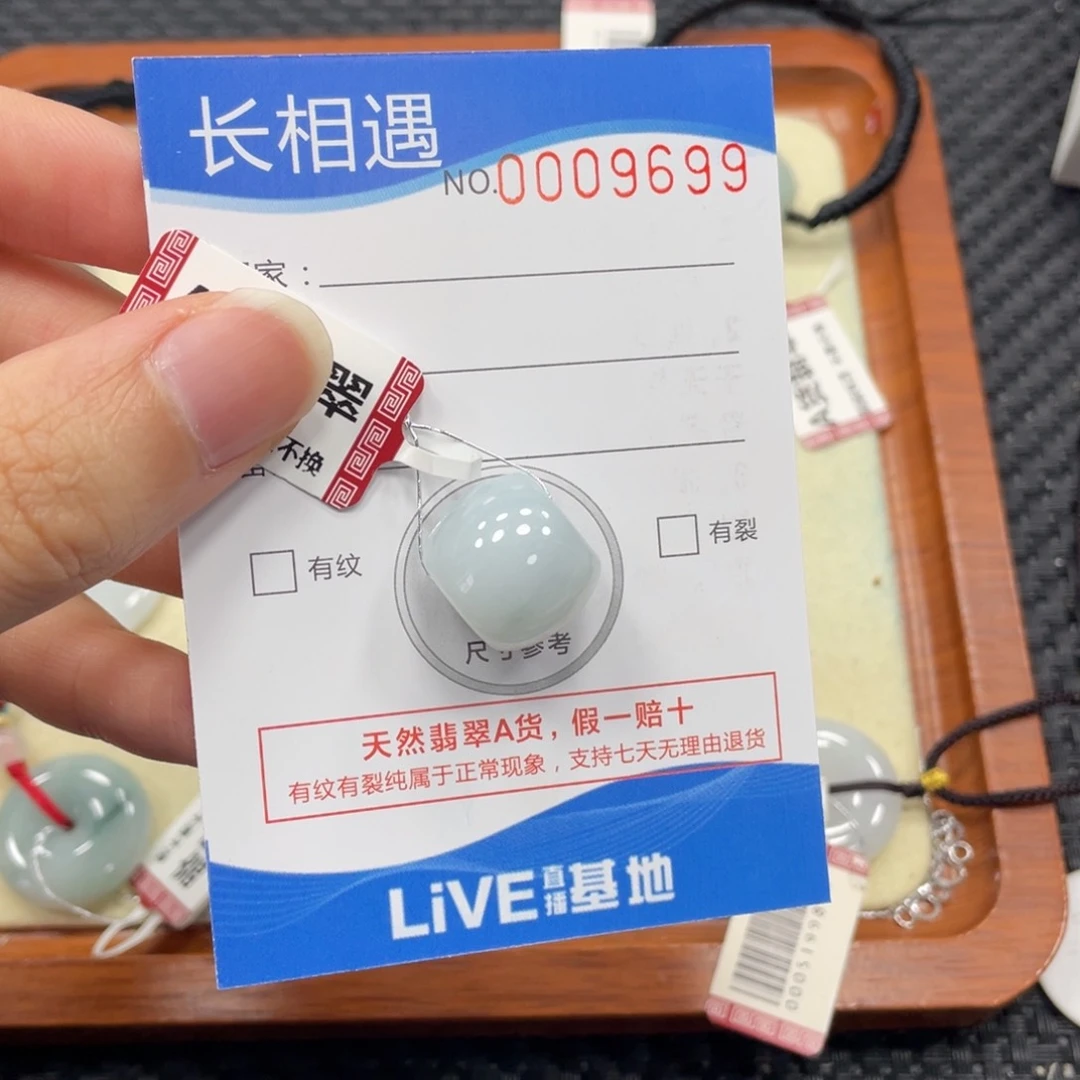 长相遇
NO.0009699
家：
不换
有纹
有裂
尺寸参考
天然翡翠A货，假一赔十
有纹有裂纯属于正常现象，支持七天无理由退货
LiVE直播基地